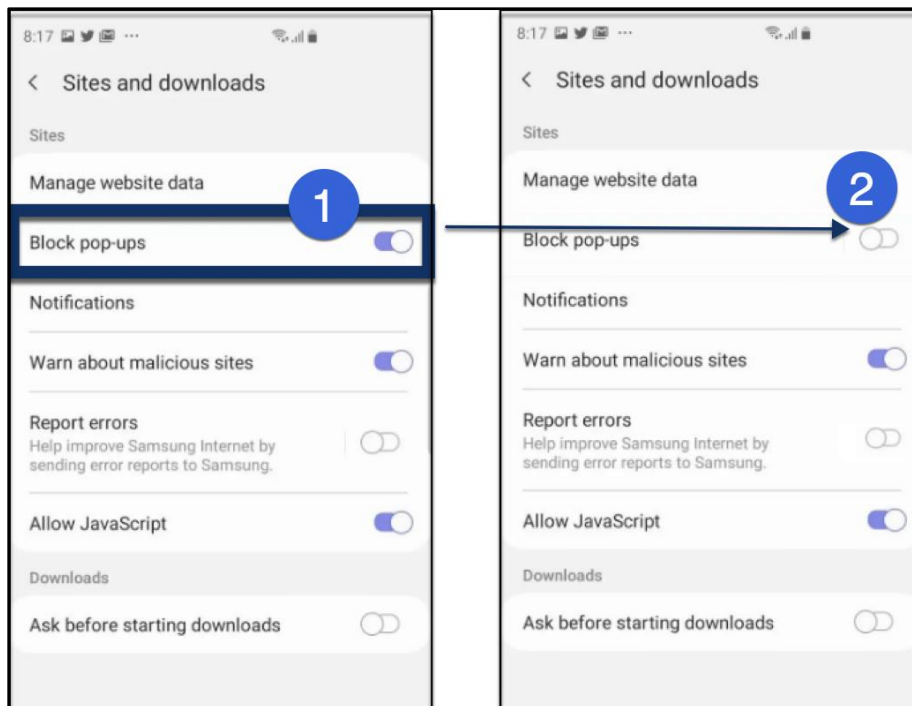 8:17 ...
Sites and downloads
Sites
Manage website data
1
Block pop-ups
Notifications
Warn about malicious sites
Report errors
Help improve Samsung Internet by
sending error reports to Samsung.
Allow JavaScript
Downloads
Ask before starting downloads
8:17 ...
Sites and downloads
Sites
Manage website data
2
Block pop-ups
Notifications
Warn about malicious sites
Report errors
Help improve Samsung Internet by
sending error reports to Samsung.
Allow JavaScript
Downloads
Ask before starting downloads